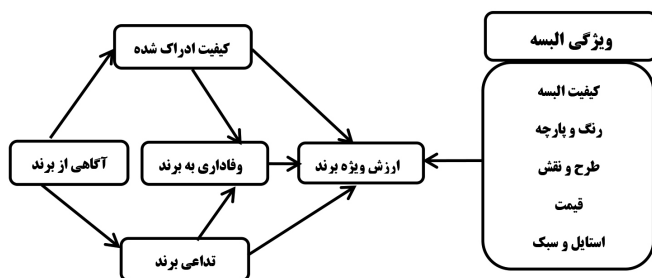 ویژگی البسه
کیفیت ادراک شده
کیفیت البسه
رنگ و پارچه
آگاهی از برند
وفاداری به برند
ارزش ویژه برند
طرح و نقش
قیمت
تداعی برند
استایل و سبک